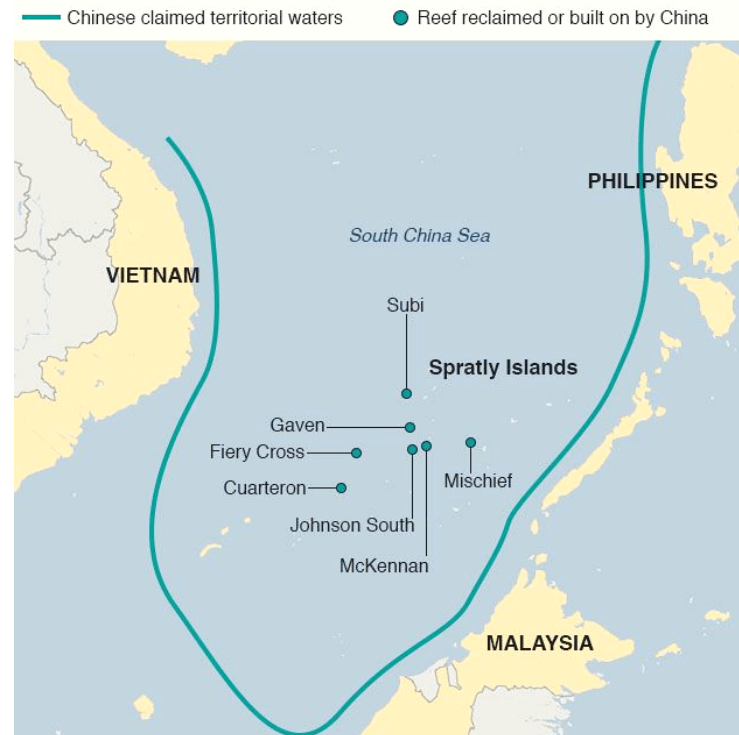 Chinese claimed territorial waters
Reef reclaimed or built on by China
PHILIPPINES
South China Sea
VIETNAM
Subi
Spratly Islands
Gaven
Fiery Cross
Mischief
Cuarteron
Johnson South
McKennan
MALAYSIA